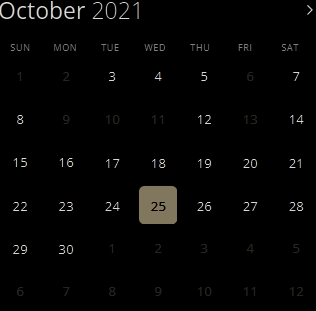 October 2021
SUN MON TUE WED THU FRI SAT
1 2 3 4 5 6 7
8 9 10 11 12 13 14
15 16 17 18 19 20 21
22 23 24 25 26 27 28
29 30 1 2 3 4 5
6 7 8 9 10 11 12